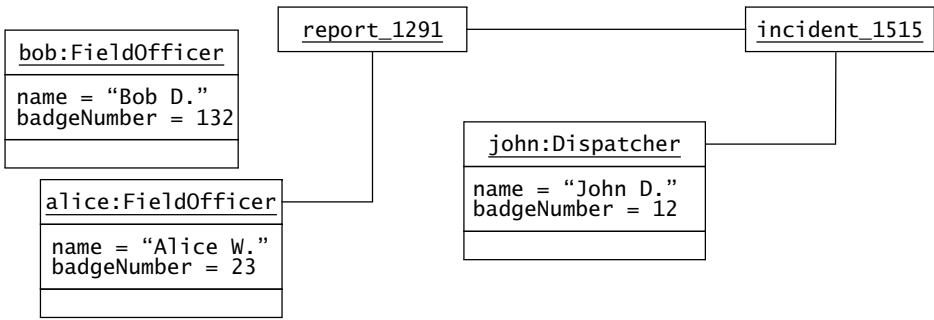 report_1291
incident_1515
bob:FieldOfficer
name = “Bob D.”
badgeNumber = 132
john:Dispatcher
name = “John D.”
badgeNumber = 12
alice:FieldOfficer
name = “Alice W.”
badgeNumber = 23